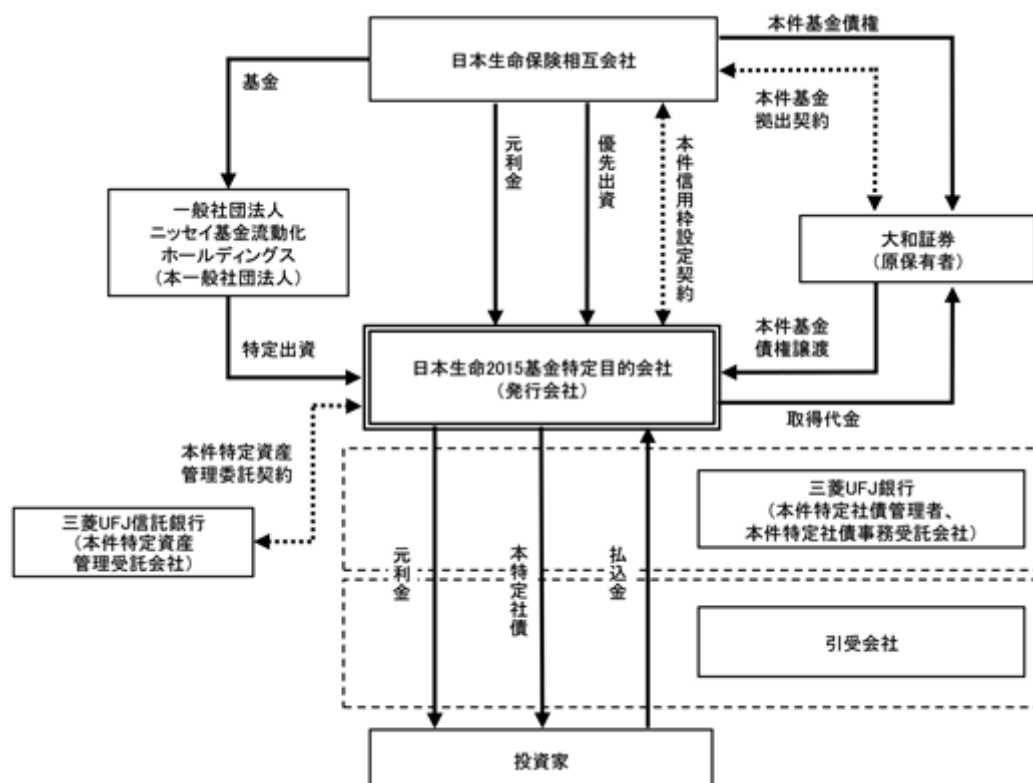 本件基金債権
日本生命保険相互会社
基金
本件基金
拠出契約
元利金
優先出資
本件信用枠設定契約
一般社団法人
ニッセイ基金流動化
ホールディングス
(本一般社団法人)
大和証券
(原保有者)
特定出資
本件基金
債権譲渡
日本生命2015基金特定目的会社
(発行会社)
取得代金
本件特定資産
管理委託契約
三菱UFJ銀行
(本件特定社債管理者、
本件特定社債事務受託会社)
三菱UFJ信託銀行
(本件特定資産
管理受託会社)
元利金
本特定社債
払込金
引受会社
投資家